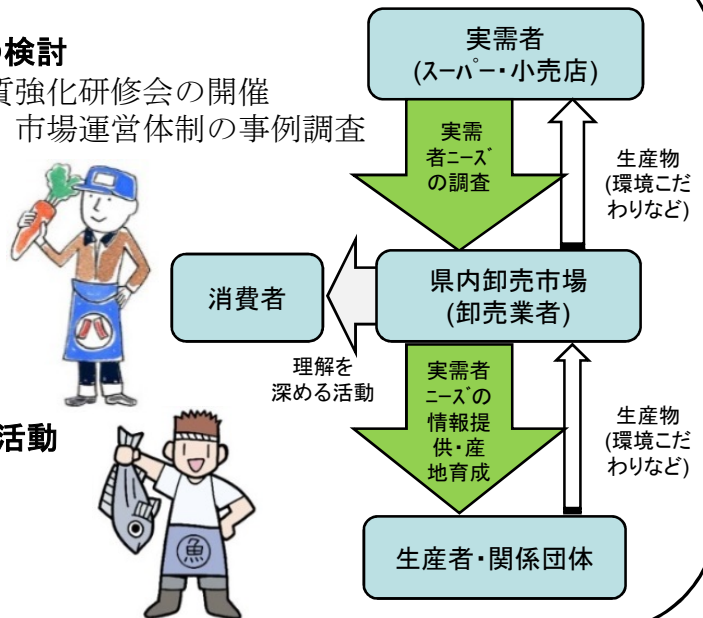 の検討
質強化研修会の開催
市場運営体制の事例調査
実需者
(スーパー・小売店)
実需
者ニーズ
の調査
生産物
(環境こだ
わりなど)
消費者
県内卸売市場
(卸売業者)
理解を
深める活動
実需者
ニーズの
情報提
供・産
地育成
生産物
(環境こだ
わりなど)
活動
魚
生産者・関係団体